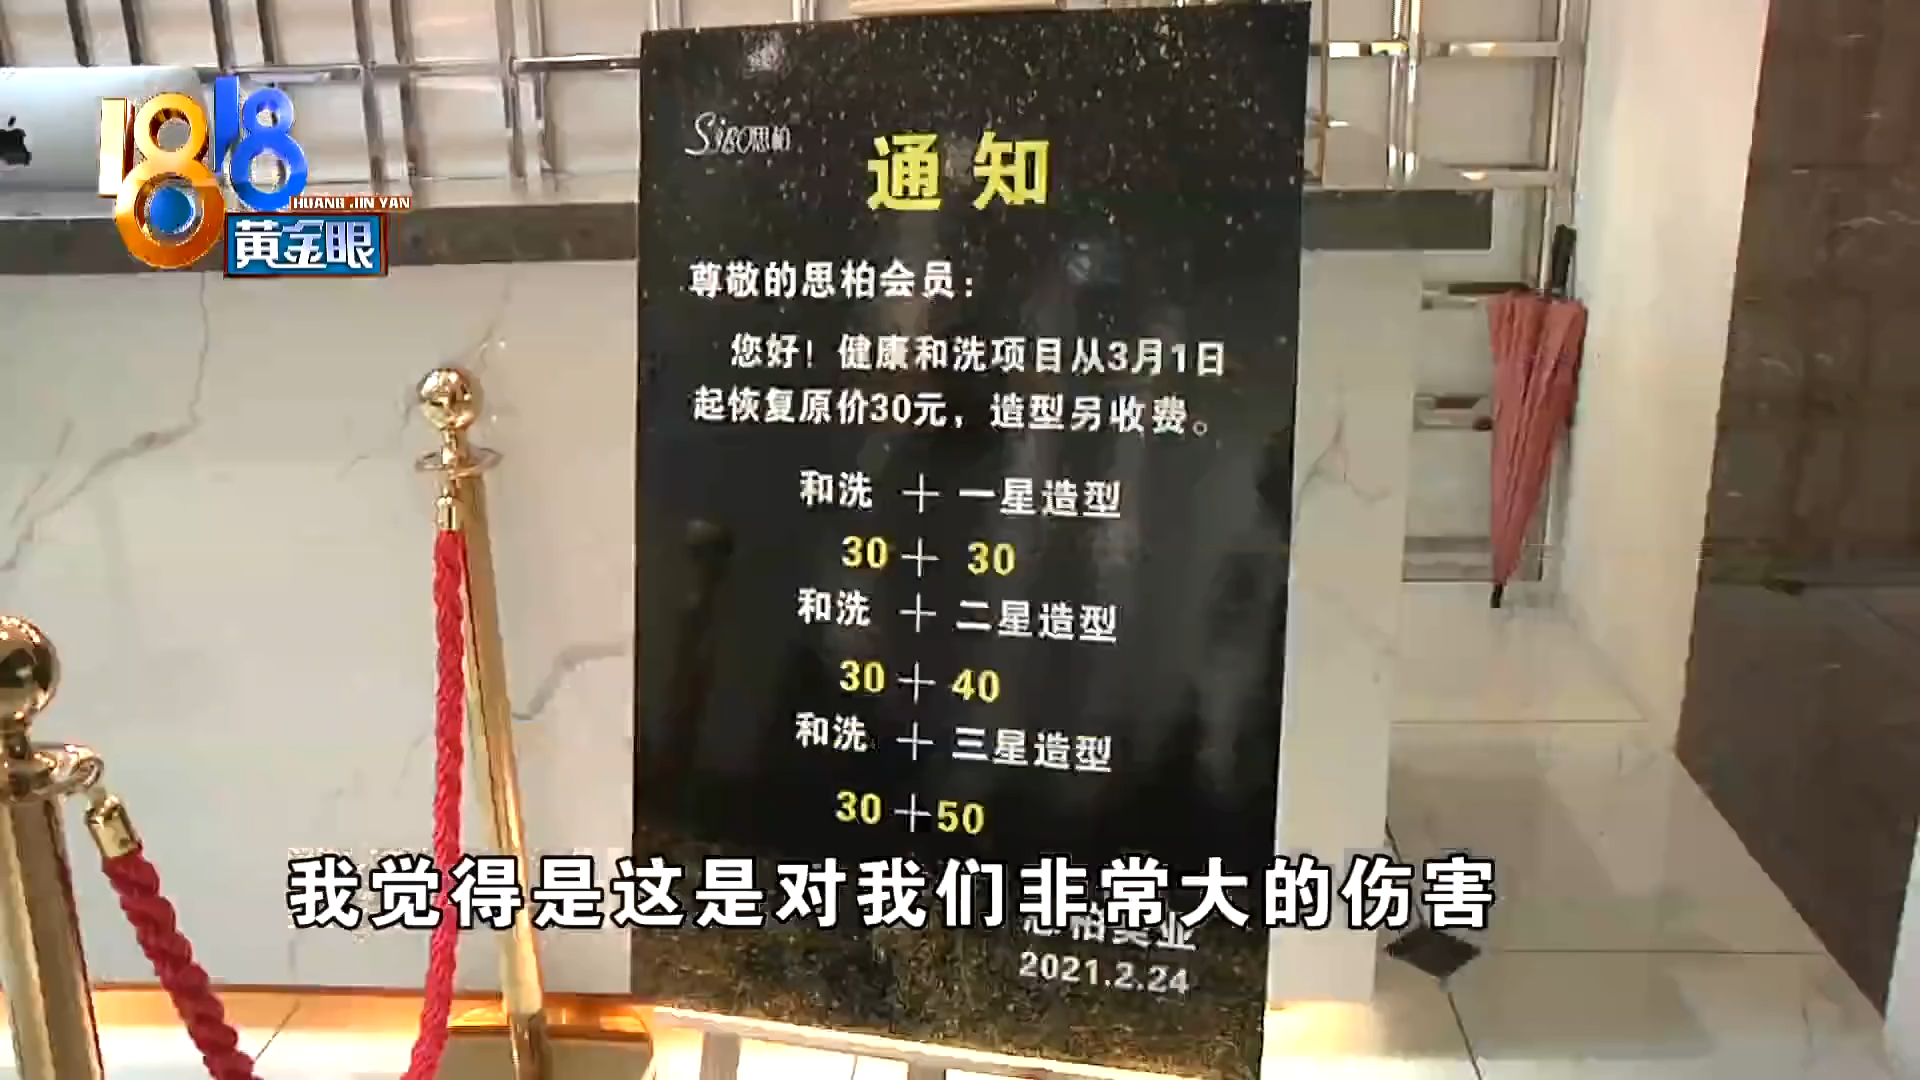 1818
HUANG JIN YAN
黄金眼
SiBO思柏
通知
尊敬的思柏会员：
您好！健康和洗项目从3月1日
起恢复原价30元，造型另收费。
和洗 + 一星造型
30 + 30
和洗 + 二星造型
30 + 40
和洗 + 三星造型
30 + 50
我觉得是这是对我们非常大的伤害
思柏美业
2021.2.24